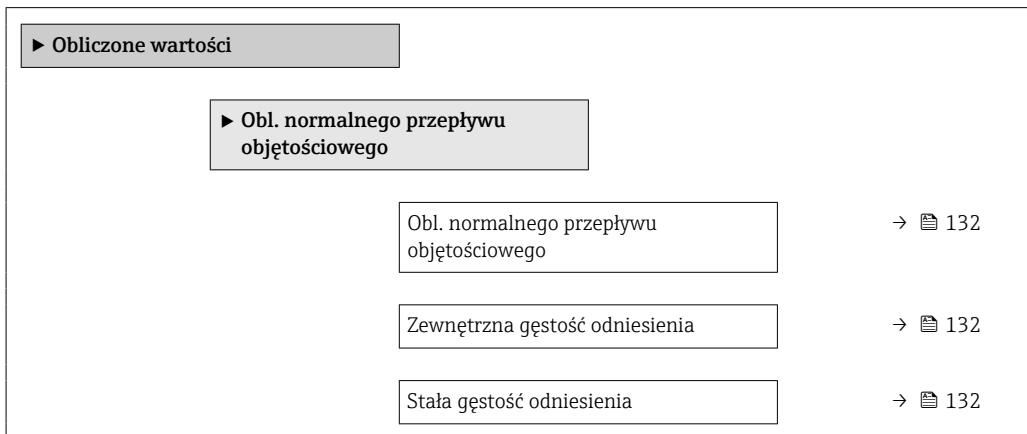 ▶ Obliczone wartości
▶ Obl. normalnego przepływu
objętościowego
Obl. normalnego przepływu → 132
objętościowego
Zewnętrzna gęstość odniesienia → 132
Stała gęstość odniesienia → 132